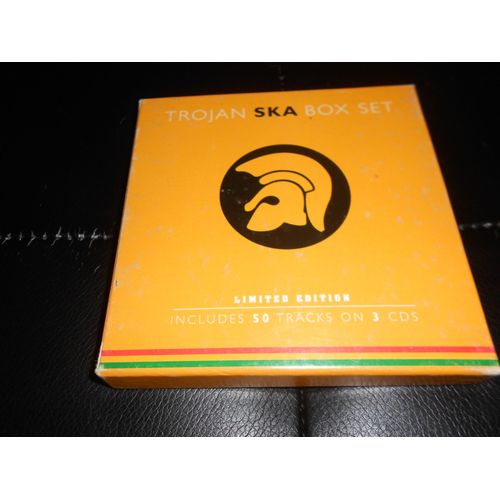 TROJAN SKA BOX SET
LIMITED EDITION
INCLUDES 50 TRACKS ON 3 CDS